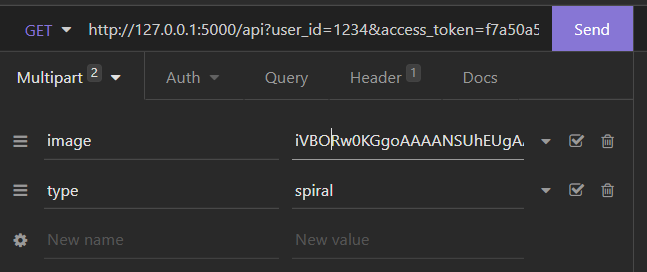 GET http://127.0.0.1:5000/api?user_id=1234&access_token=f7a50a5 Send
Multipart 2 Auth Query Header 1 Docs
image iVBORw0KGgoAAAANSUhEUgA
type spiral
New name New value